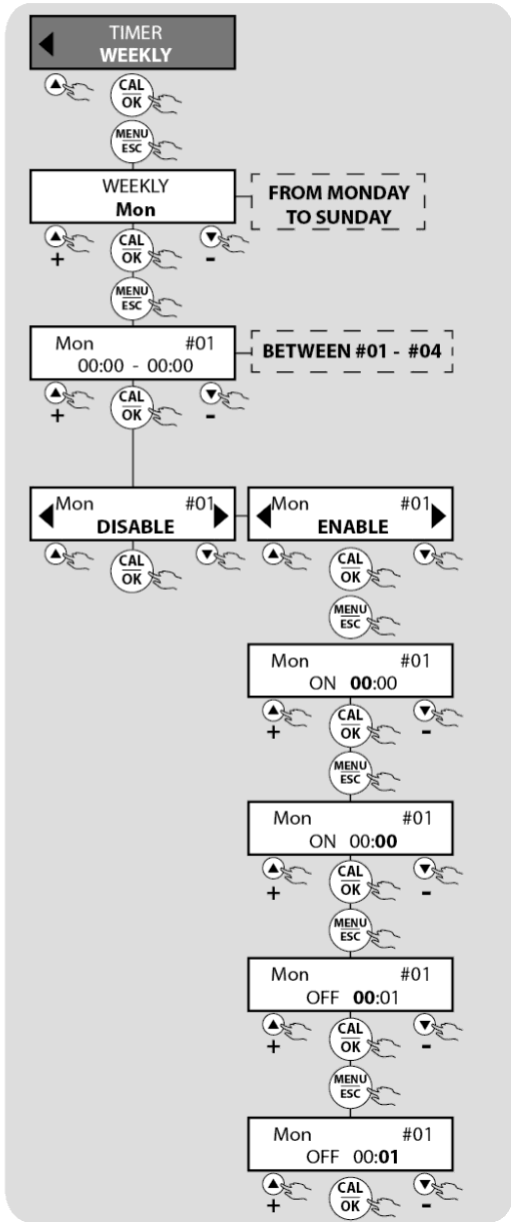 TIMER
WEEKLY
CAL
OK
MENU
ESC
WEEKLY
Mon
FROM MONDAY
TO SUNDAY
+
CAL
OK
-
MENU
ESC
Mon #01
00:00 - 00:00
BETWEEN #01 - #04
+
CAL
OK
-
Mon #01
DISABLE
Mon #01
ENABLE
CAL
OK
CAL
OK
MENU
ESC
Mon #01
ON 00:00
+
CAL
OK
-
MENU
ESC
Mon #01
ON 00:00
+
CAL
OK
-
MENU
ESC
Mon #01
OFF 00:01
+
CAL
OK
-
MENU
ESC
Mon #01
OFF 00:01
+
CAL
OK
-